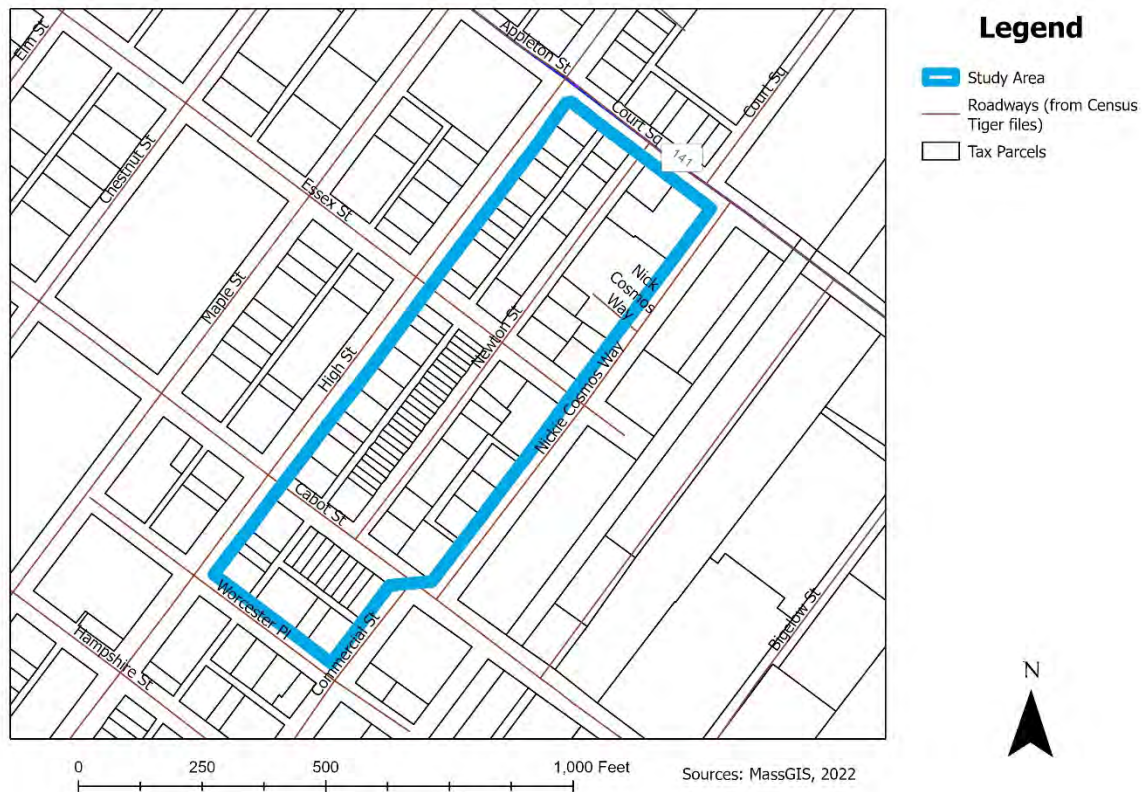 Legend
Study Area
Roadways (from Census
Tiger files)
Tax Parcels
Elm St
Appleton St
Court Sq
Court Sq
141
Chestnut St
Essex St
Maple St
High St
Newton St
Nick
Cosmos
Way
Nickie Cosmos Way
Cabot St
Worcester Pl
Commercial St
Hampshire St
Bigelow St
N
0
250
500
1,000 Feet
Sources: MassGIS, 2022